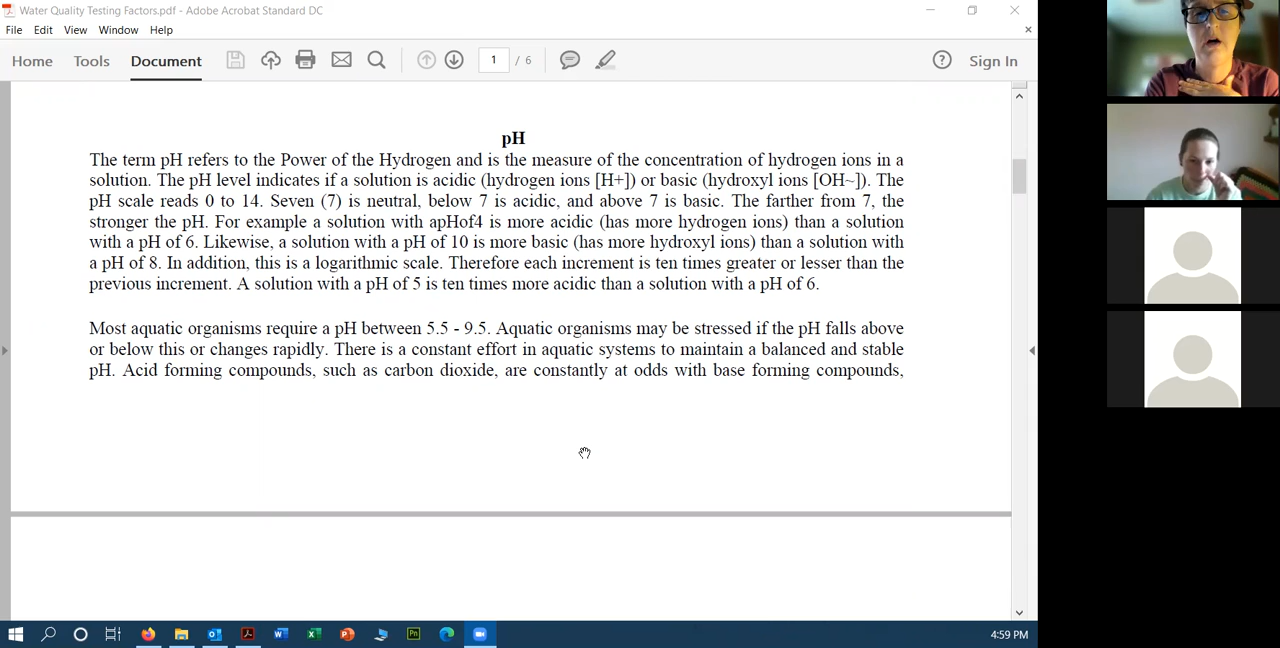 Water Quality Testing Factors.pdf - Adobe Acrobat Standard DC
File Edit View Window Help
Home Tools Document 1 / 6 Sign In
pH
The term pH refers to the Power of the Hydrogen and is the measure of the concentration of hydrogen ions in a
solution. The pH level indicates if a solution is acidic (hydrogen ions [H+]) or basic (hydroxyl ions [OH~]). The
pH scale reads 0 to 14. Seven (7) is neutral, below 7 is acidic, and above 7 is basic. The farther from 7, the
stronger the pH. For example a solution with apHof4 is more acidic (has more hydrogen ions) than a solution
with a pH of 6. Likewise, a solution with a pH of 10 is more basic (has more hydroxyl ions) than a solution with
a pH of 8. In addition, this is a logarithmic scale. Therefore each increment is ten times greater or lesser than the
previous increment. A solution with a pH of 5 is ten times more acidic than a solution with a pH of 6.
Most aquatic organisms require a pH between 5.5 - 9.5. Aquatic organisms may be stressed if the pH falls above
or below this or changes rapidly. There is a constant effort in aquatic systems to maintain a balanced and stable
pH. Acid forming compounds, such as carbon dioxide, are constantly at odds with base forming compounds,
Pn
4:59 PM